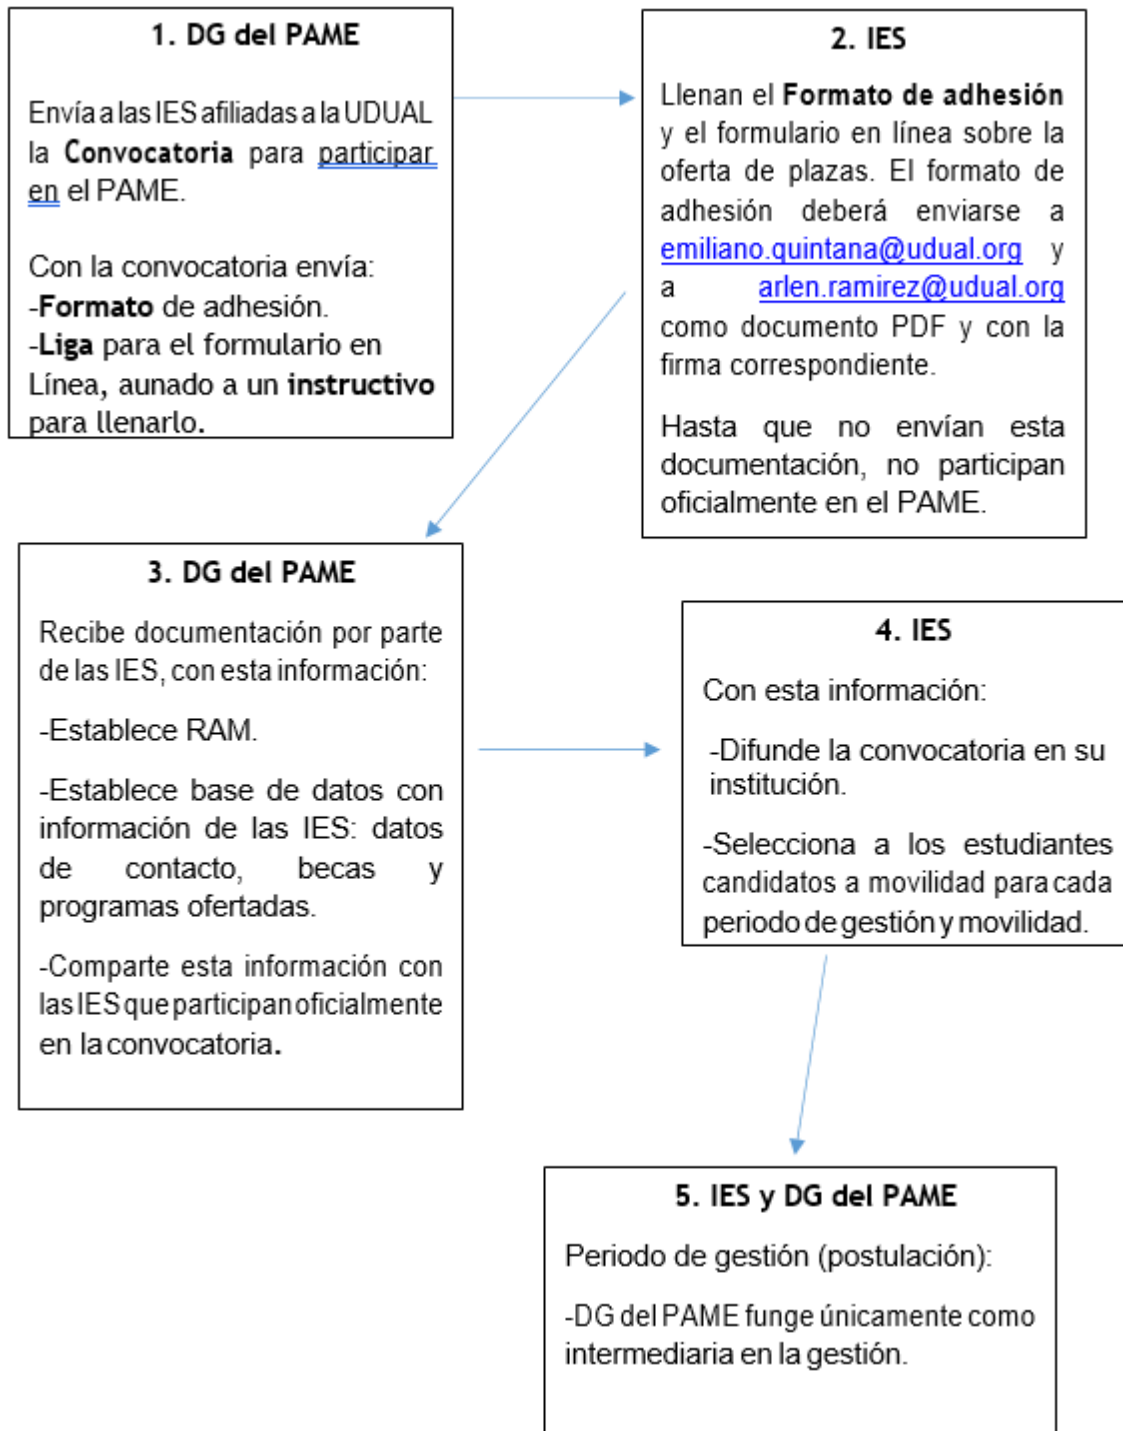 1. DG del PAME
Envía a las IES afiliadas a la UDUAL
la Convocatoria para participar
en el PAME.
Con la convocatoria envía:
-Formato de adhesión.
-Liga para el formulario en
Línea, aunado a un instructivo
para llenarlo.
2. IES
Llenan el Formato de adhesión
y el formulario en línea sobre la
oferta de plazas. El formato de
adhesión deberá enviarse a
emiliano.quintana@udual.org y
a arlen.ramirez@udual.org
como documento PDF y con la
firma correspondiente.
Hasta que no envían esta
documentación, no participan
oficialmente en el PAME.
3. DG del PAME
Recibe documentación por parte
de las IES, con esta información:
-Establece RAM.
-Establece base de datos con
información de las IES: datos
de contacto, becas y
programas ofertadas.
-Comparte esta información con
las IES que participan oficialmente
en la convocatoria.
4. IES
Con esta información:
-Difunde la convocatoria en su
institución.
-Selecciona a los estudiantes
candidatos a movilidad para cada
periodo de gestión y movilidad.
5. IES y DG del PAME
Periodo de gestión (postulación):
-DG del PAME funge únicamente como
intermediaria en la gestión.